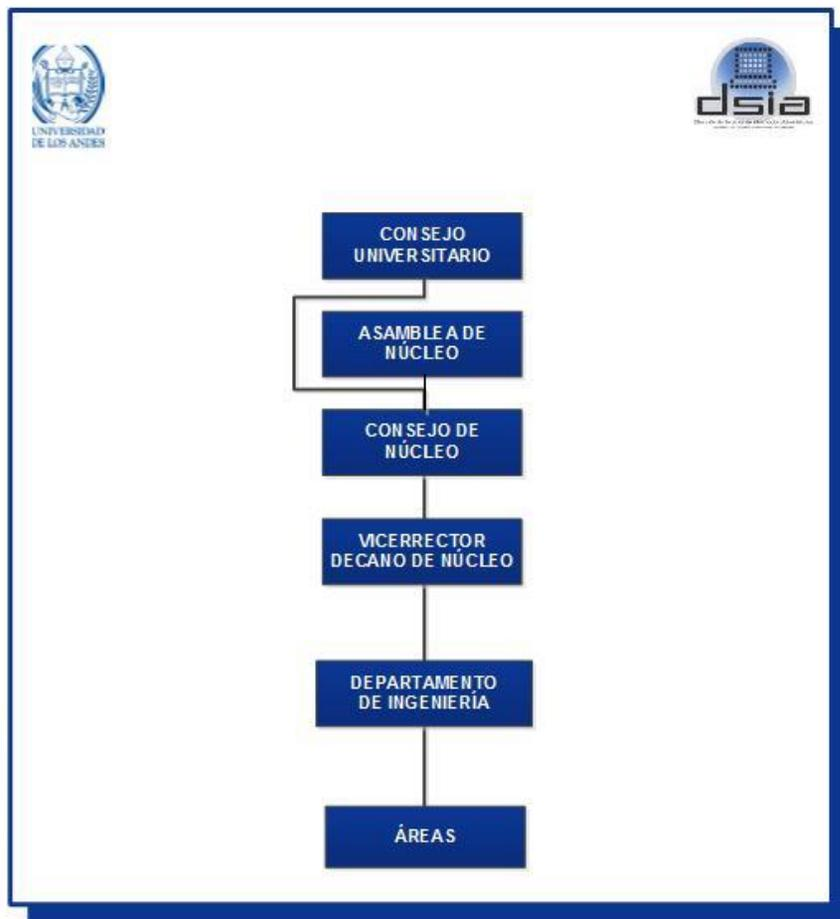 UNIVERSIDAD
DE LOS ANDES
dsia
CONSEJO
UNIVERSITARIO
ASAMBLEA DE
NÚCLEO
CONSEJO DE
NÚCLEO
VICERRECTOR
DECANO DE NÚCLEO
DEPARTAMENTO
DE INGENIERÍA
ÁREAS